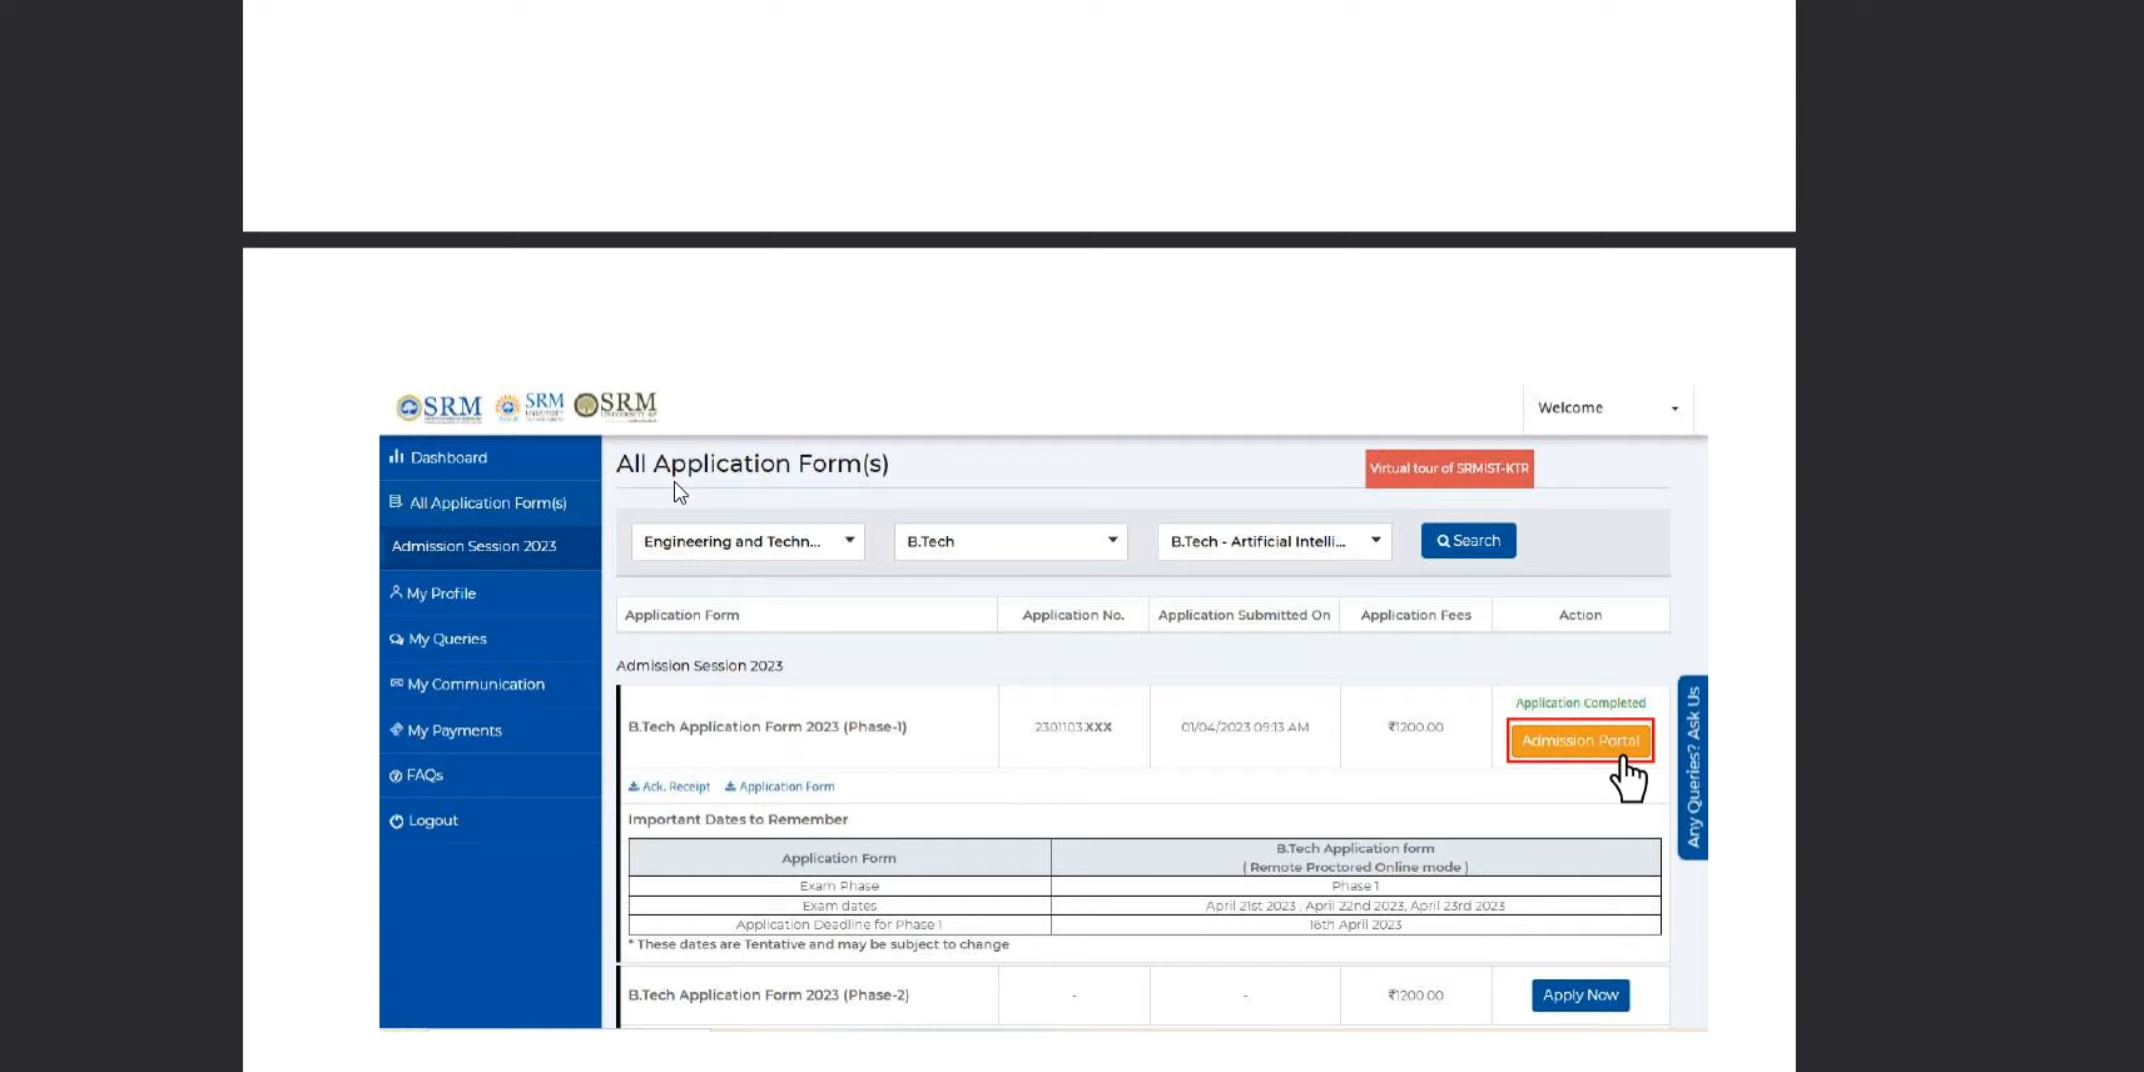 SRM SRM SRM
Welcome
Dashboard
All Application Form(s)
Admission Session 2023
My Profile
My Queries
My Communication
My Payments
FAQs
Logout
All Application Form(s)
Virtual tour of SRMIST-KTR
Engineering and Techn... B.Tech B.Tech - Artificial Intelli... Search
Application Form Application No. Application Submitted On Application Fees Action
Admission Session 2023
Application Completed
B.Tech Application Form 2023 (Phase-1) 2301103XXX 01/04/2023 09:13 AM ₹1200.00
Admission Portal
Ack. Receipt Application Form
Important Dates to Remember
Application Form B.Tech Application form
( Remote Proctored Online mode )
Exam Phase Phase 1
Exam dates April 21st 2023 , April 22nd 2023, April 23rd 2023
Application Deadline for Phase 1 16th April 2023
* These dates are Tentative and may be subject to change
B.Tech Application Form 2023 (Phase-2) - - ₹1200.00 Apply Now
Any Queries? Ask Us